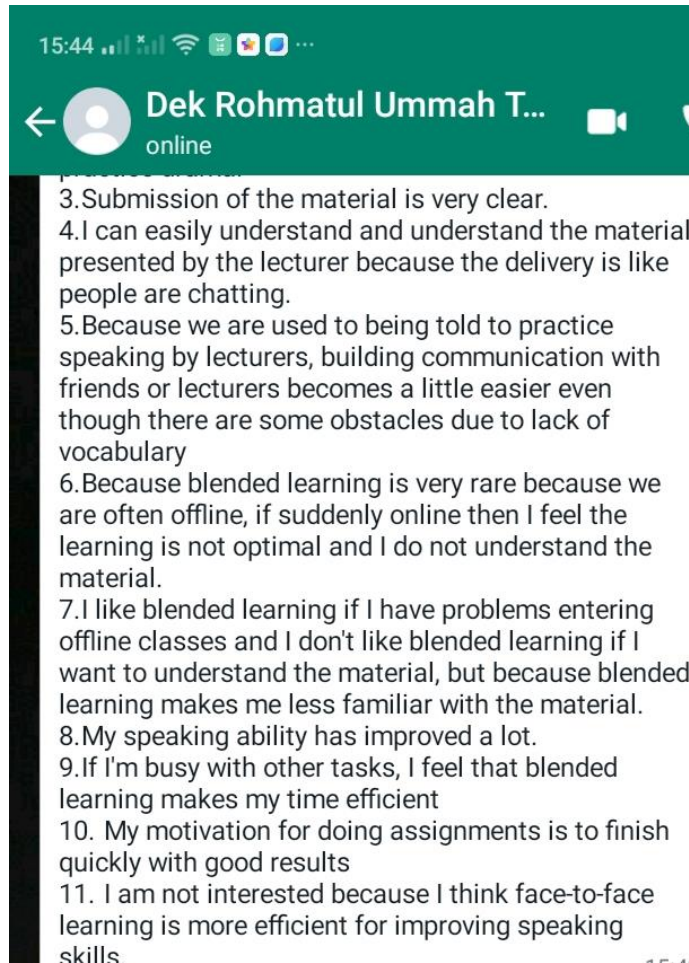 15:44
Dek Rohmatul Ummah T...
online
practice drama.
3.Submission of the material is very clear.
4.I can easily understand and understand the material
presented by the lecturer because the delivery is like
people are chatting.
5.Because we are used to being told to practice
speaking by lecturers, building communication with
friends or lecturers becomes a little easier even
though there are some obstacles due to lack of
vocabulary
6.Because blended learning is very rare because we
are often offline, if suddenly online then I feel the
learning is not optimal and I do not understand the
material.
7.I like blended learning if I have problems entering
offline classes and I don't like blended learning if I
want to understand the material, but because blended
learning makes me less familiar with the material.
8.My speaking ability has improved a lot.
9.If I'm busy with other tasks, I feel that blended
learning makes my time efficient
10. My motivation for doing assignments is to finish
quickly with good results
11. I am not interested because I think face-to-face
learning is more efficient for improving speaking
skills